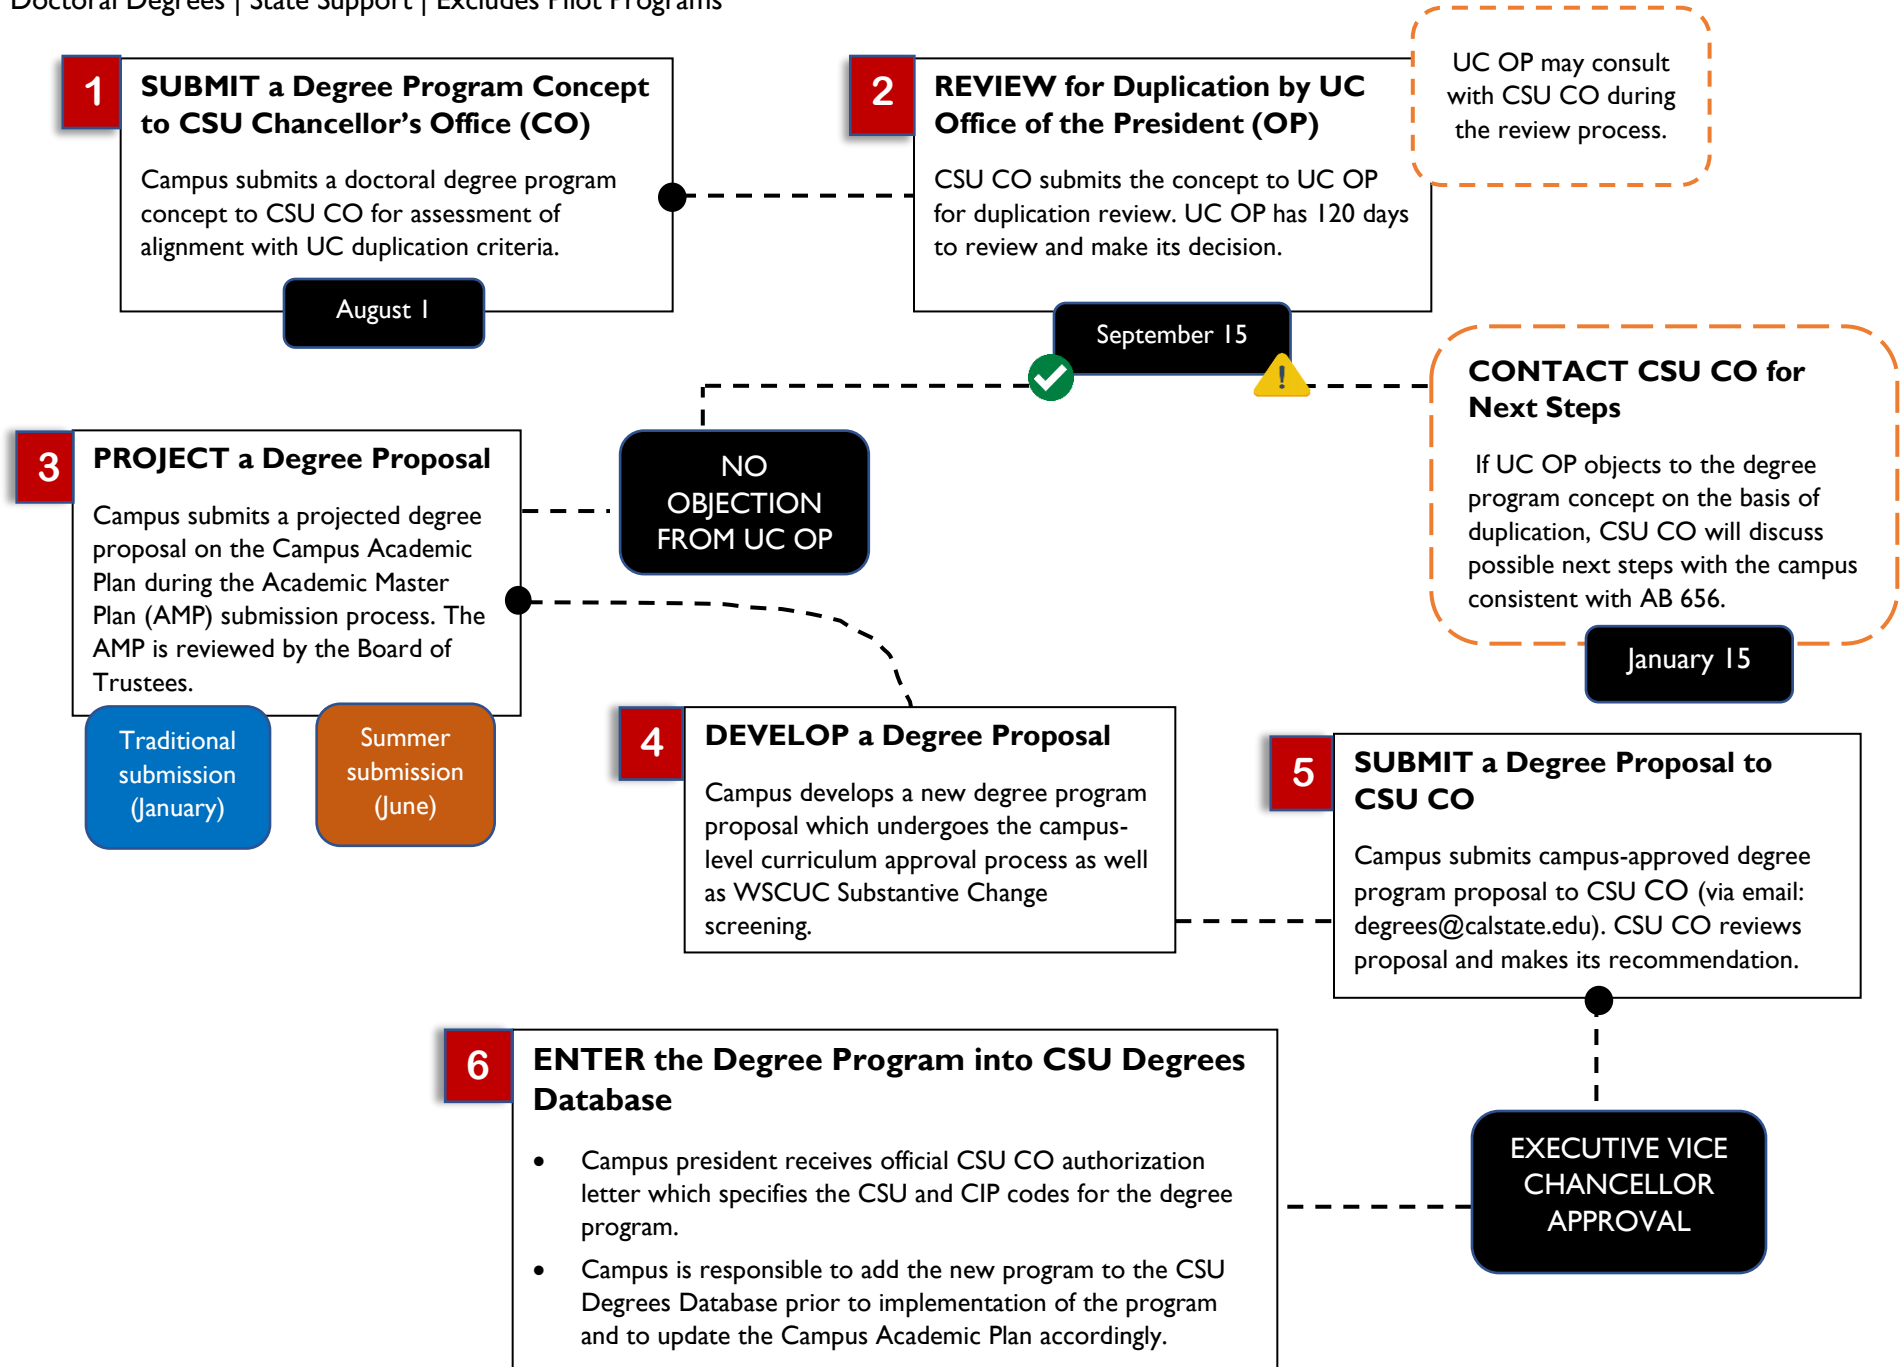 Doctoral Degrees | State Support | Excludes Pilot Programs
1
SUBMIT a Degree Program Concept
to CSU Chancellor's Office (CO)
Campus submits a doctoral degree program
concept to CSU CO for assessment of
alignment with UC duplication criteria.
August 1
2
REVIEW for Duplication by UC
Office of the President (OP)
CSU CO submits the concept to UC OP
for duplication review. UC OP has 120 days
to review and make its decision.
September 15
UC OP may consult
with CSU CO during
the review process.
CONTACT CSU CO for
Next Steps
If UC OP objects to the degree
program concept on the basis of
duplication, CSU CO will discuss
possible next steps with the campus
consistent with AB 656.
January 15
NO
OBJECTION
FROM UC OP
3
PROJECT a Degree Proposal
Campus submits a projected degree
proposal on the Campus Academic
Plan during the Academic Master
Plan (AMP) submission process. The
AMP is reviewed by the Board of
Trustees.
Traditional
submission
(January)
Summer
submission
(June)
4
DEVELOP a Degree Proposal
Campus develops a new degree program
proposal which undergoes the campus-
level curriculum approval process as well
as WSCUC Substantive Change
screening.
5
SUBMIT a Degree Proposal to
CSU CO
Campus submits campus-approved degree
program proposal to CSU CO (via email:
degrees@calstate.edu). CSU CO reviews
proposal and makes its recommendation.
EXECUTIVE VICE
CHANCELLOR
APPROVAL
6
ENTER the Degree Program into CSU Degrees
Database
• Campus president receives official CSU CO authorization
letter which specifies the CSU and CIP codes for the degree
program.
• Campus is responsible to add the new program to the CSU
Degrees Database prior to implementation of the program
and to update the Campus Academic Plan accordingly.